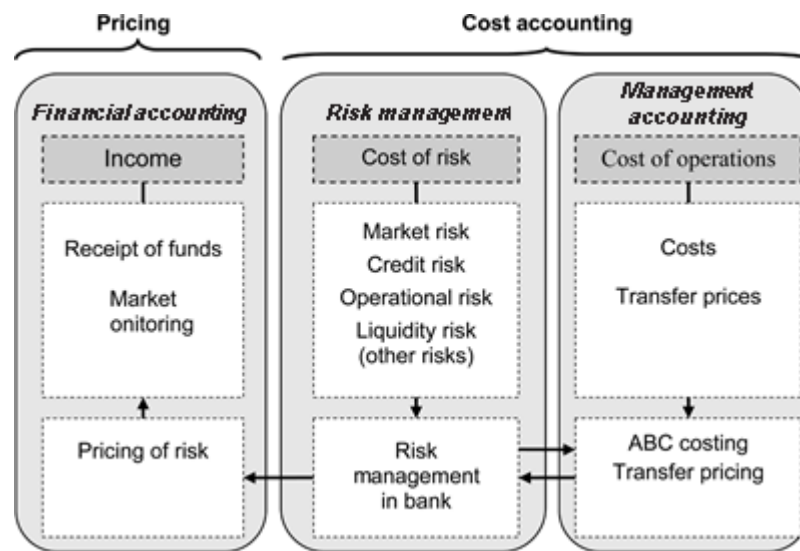 Pricing
Cost accounting
Financial accounting
Income
Receipt of funds
Market
onitoring
Pricing of risk
Risk management
Cost of risk
Market risk
Credit risk
Operational risk
Liquidity risk
(other risks)
Risk
management
in bank
Management
accounting
Cost of operations
Costs
Transfer prices
ABC costing
Transfer pricing